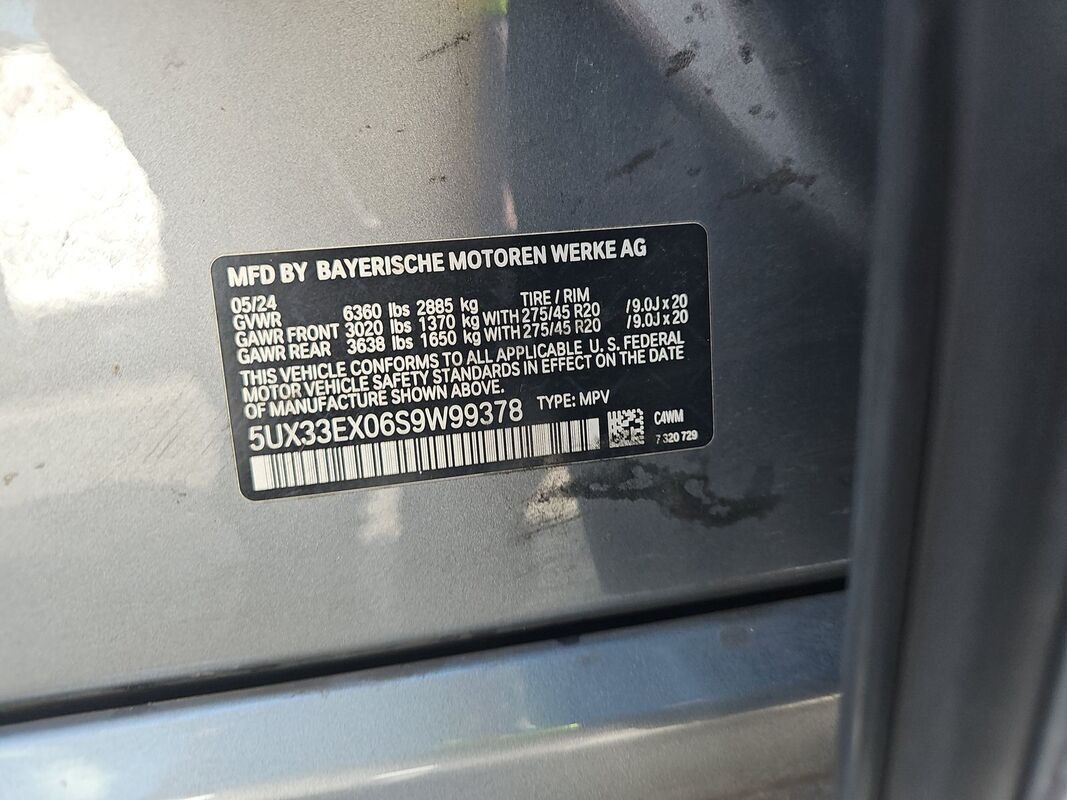 MFD BY BAYERISCHE MOTOREN WERKE AG
05/24 TIRE / RIM
GVWR 6360 lbs 2885 kg
GAWR FRONT 3020 lbs 1370 kg WITH 275/45 R20 /9.0J x 20
GAWR REAR 3638 lbs 1650 kg WITH 275/45 R20 /9.0J x 20
THIS VEHICLE CONFORMS TO ALL APPLICABLE U. S. FEDERAL
MOTOR VEHICLE SAFETY STANDARDS IN EFFECT ON THE DATE
OF MANUFACTURE SHOWN ABOVE.
5UX33EX06S9W99378 TYPE: MPV
C4WM
7 320 729